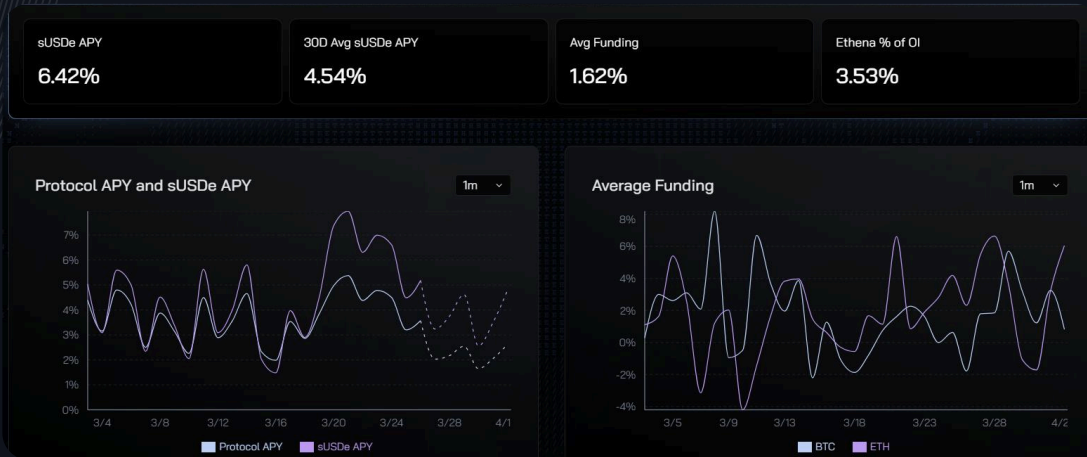 sUSDe APY
6.42%
30D Avg sUSDe APY
4.54%
Avg Funding
1.62%
Ethena % of OI
3.53%
Protocol APY and sUSDe APY
1m
7%
6%
5%
4%
3%
2%
1%
0%
3/4 3/8 3/12 3/16 3/20 3/24 3/28 4/1
Protocol APY sUSDe APY
Average Funding
1m
8%
6%
4%
2%
0%
-2%
-4%
3/5 3/9 3/13 3/18 3/23 3/28 4/2
BTC ETH